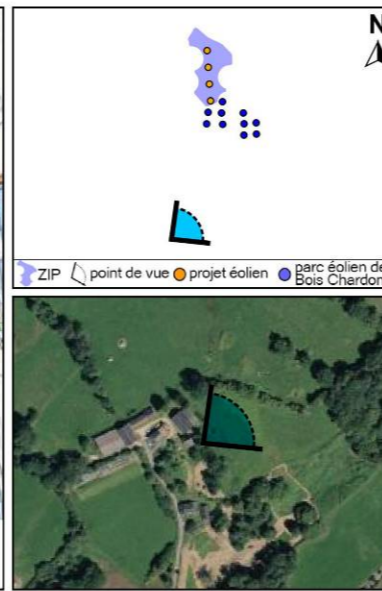 N
ZIP
point de vue
projet éolien
parc éolien de
Bois Chardon